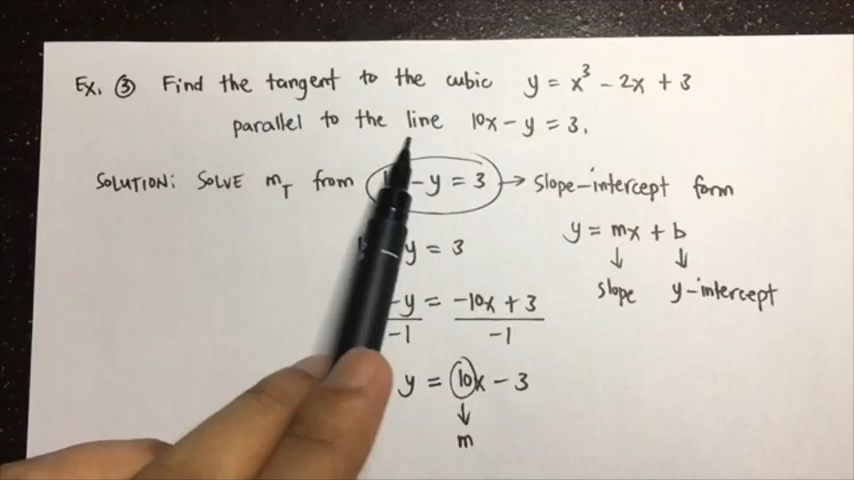 Ex. ③ Find the tangent to the cubic y = x³ - 2x + 3
parallel to the line 10x - y = 3.
SOLUTION: SOLVE m_T from - y = 3 → slope-intercept form
y = mx + b
y = 3
↓ ↓
slope y-intercept
-y = -10x + 3
-1 -1
y = 10x - 3
↓
m